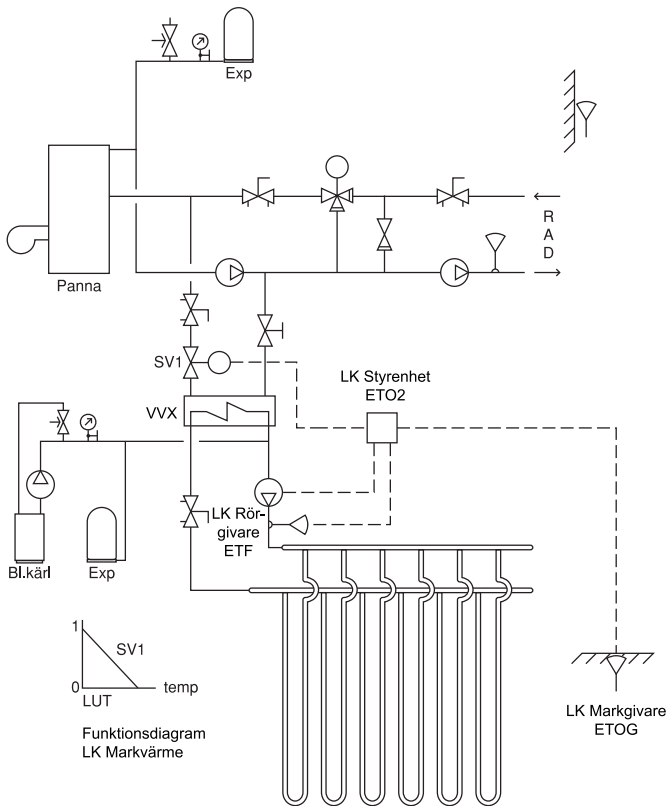 Exp
R
A
D
Panna
SV1
LK Styrenhet
ETO2
VVX
LK Rör-
givare
ETF
Bl.kärl
Exp
1
SV1
0
temp
LUT
Funktionsdiagram
LK Markvärme
LK Markgivare
ETOG